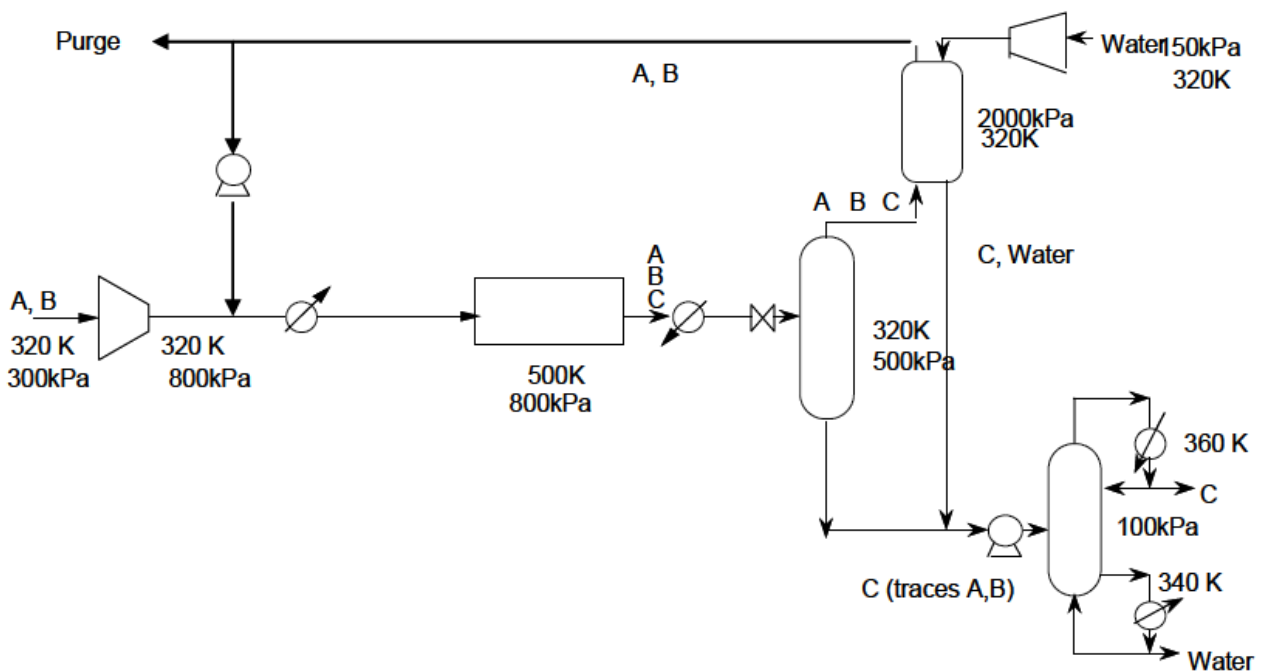 Purge
Water
150kPa
320K
A, B
2000kPa
320K
A B C
C, Water
A
B
C
A, B
320 K
300kPa
320 K
800kPa
500K
800kPa
320K
500kPa
360 K
C
100kPa
340 K
C (traces A,B)
Water